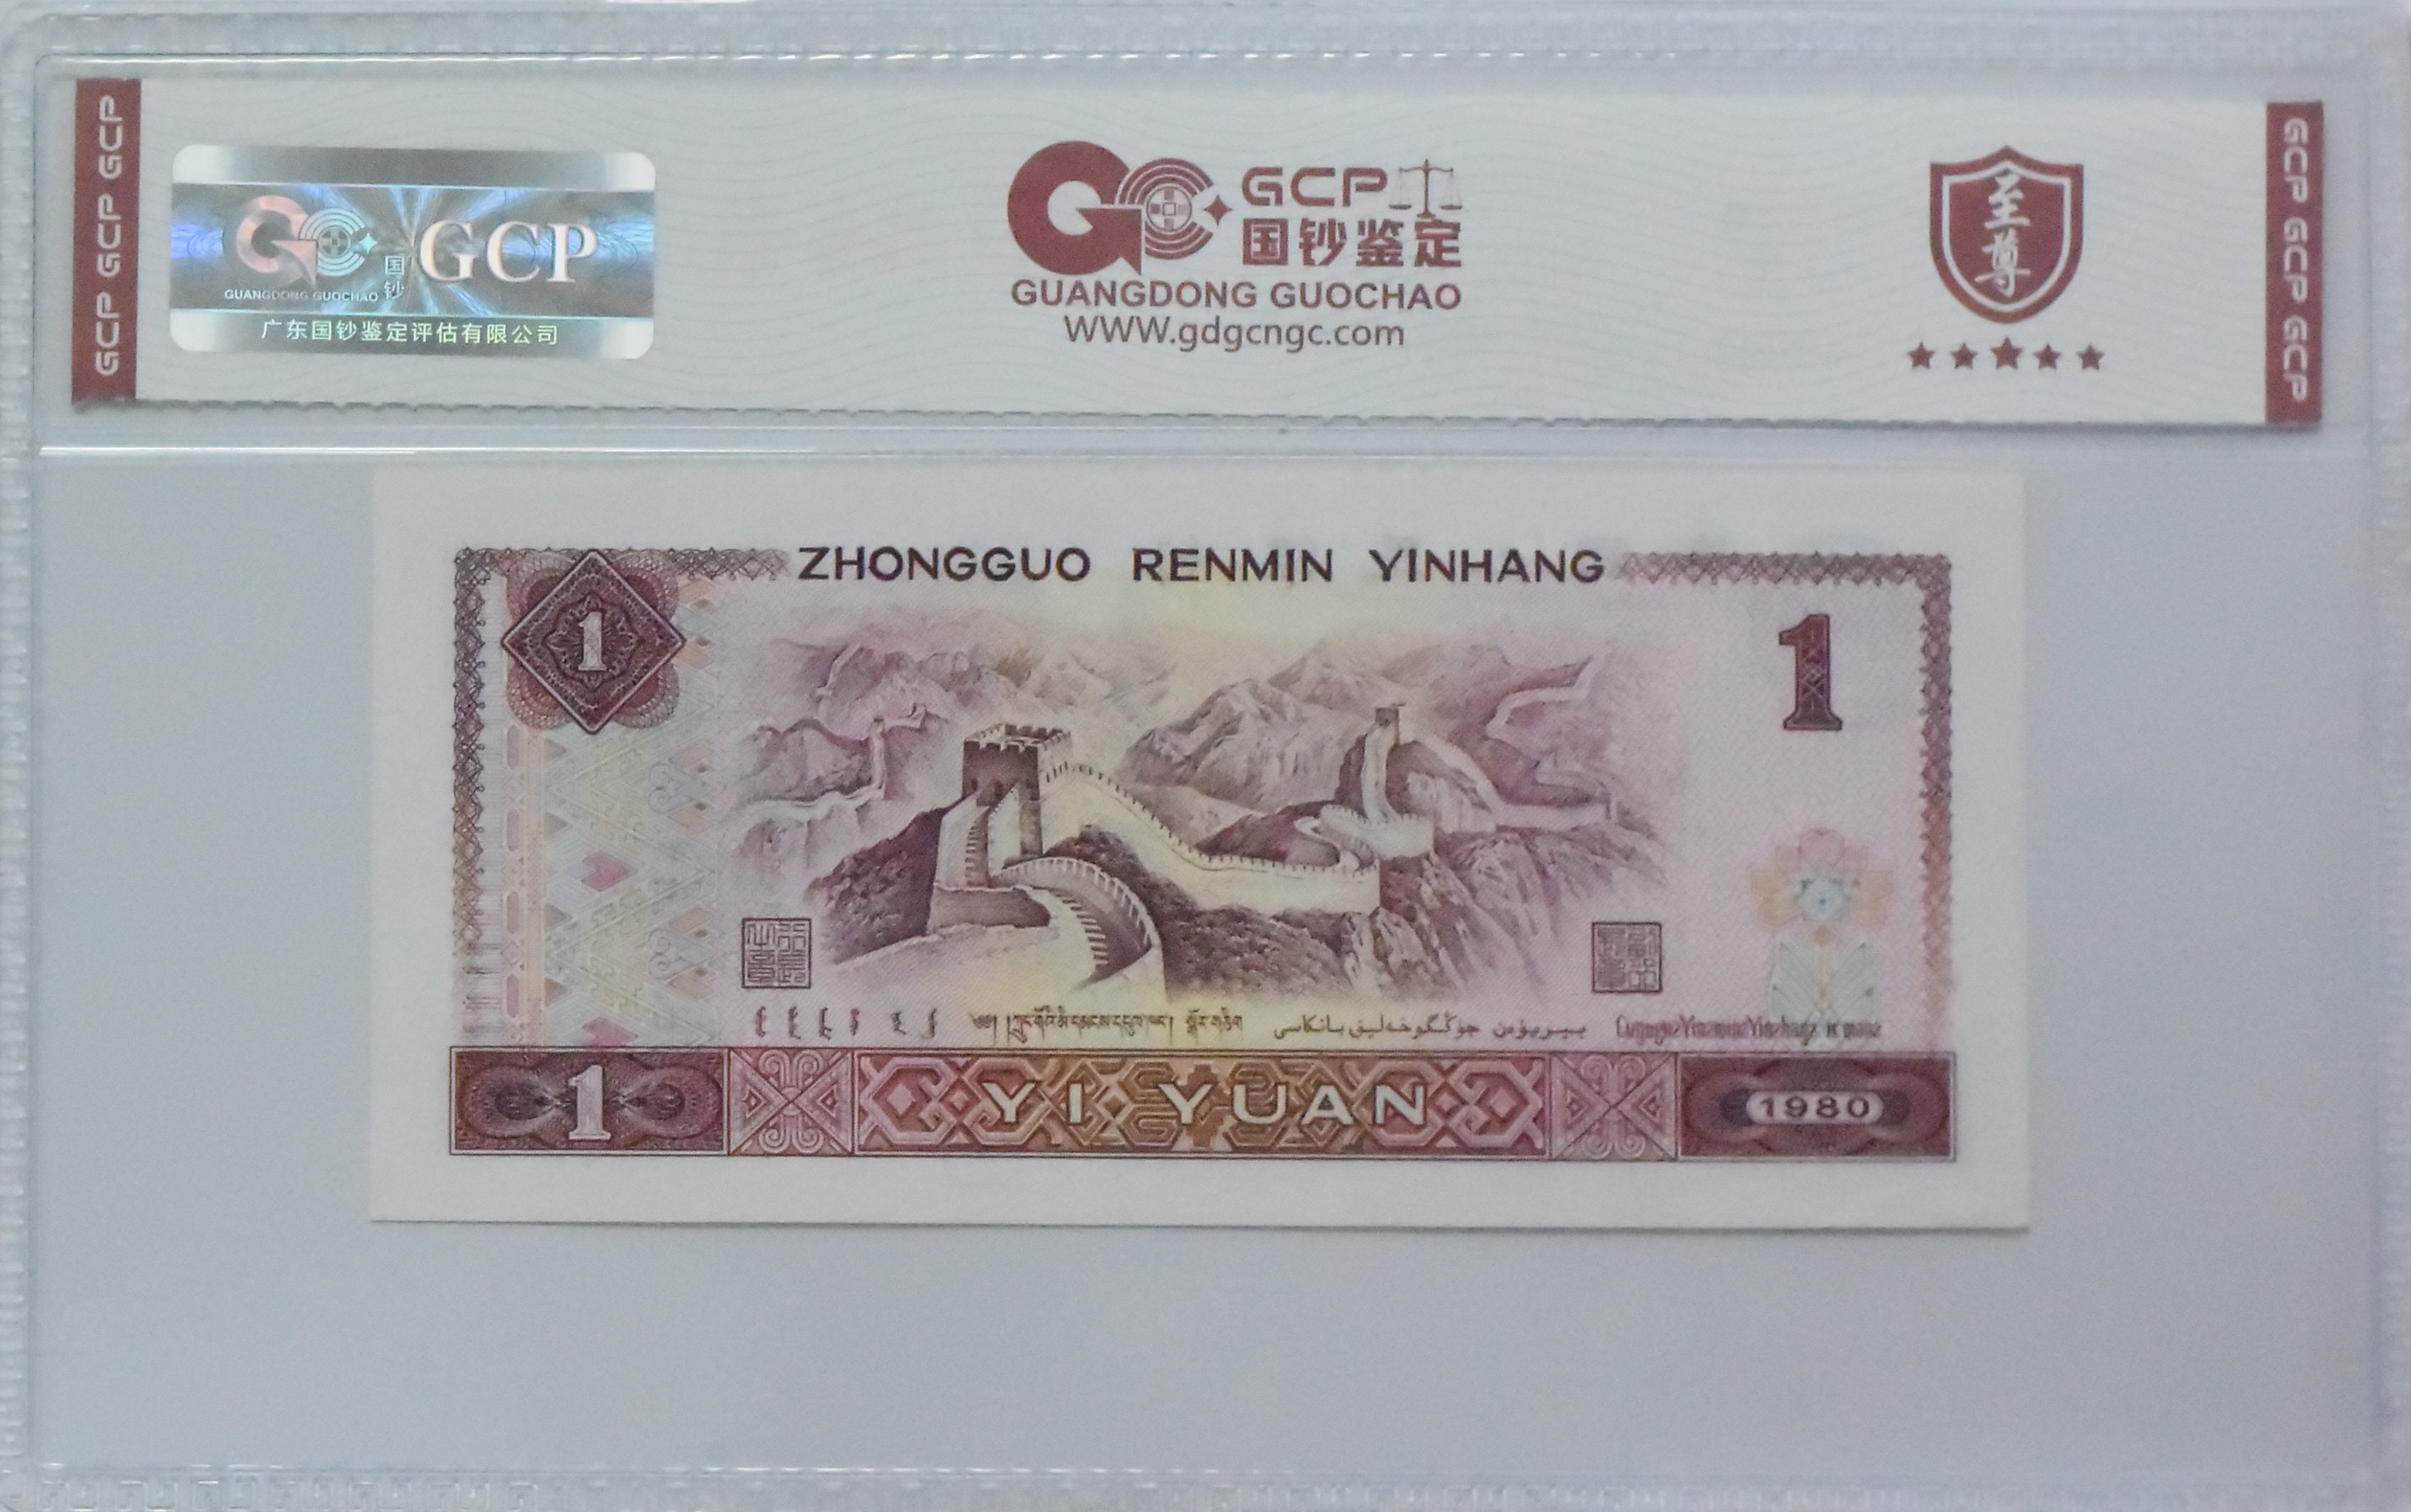 GCP GCP GCP
GCP
国钞
GUANGDONG GUOCHAO
广东国钞鉴定评估有限公司
GCP
国钞鉴定
GUANGDONG GUOCHAO
WWW.gdgcngc.com
至尊
GCP GCP GCP
ZHONGGUO RENMIN YINHANG
1
1
1
YI YUAN
1980